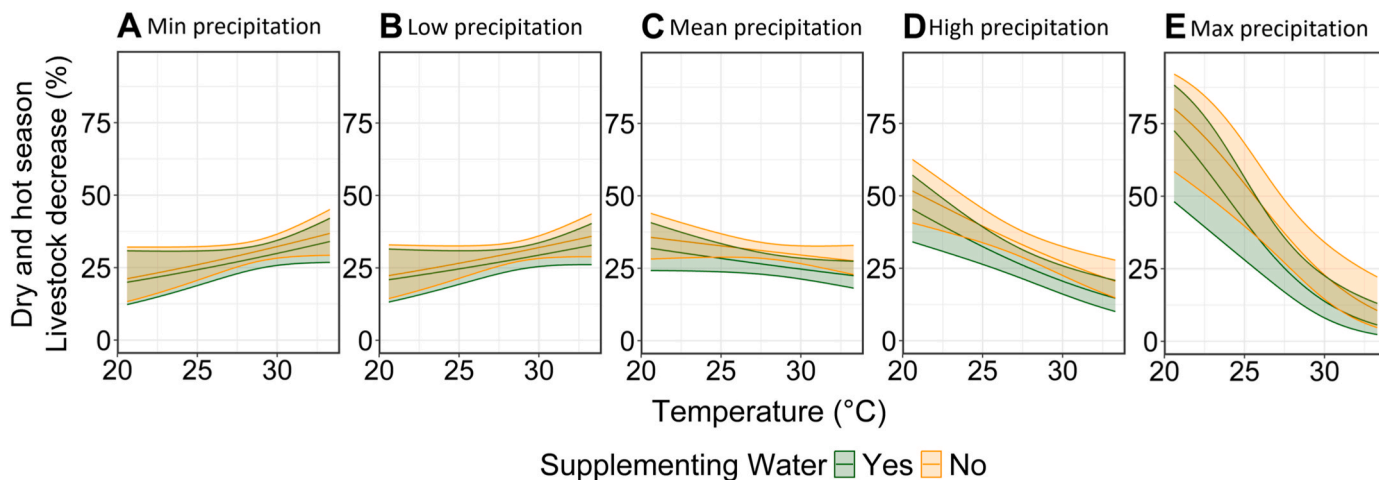 A Min precipitation
B Low precipitation
C Mean precipitation
D High precipitation
E Max precipitation
Dry and hot season
Livestock decrease (%)
75
50
25
0
75
50
25
0
75
50
25
0
75
50
25
0
75
50
25
0
20 25 30
20 25 30
20 25 30
20 25 30
20 25 30
Temperature (°C)
Supplementing Water Yes No